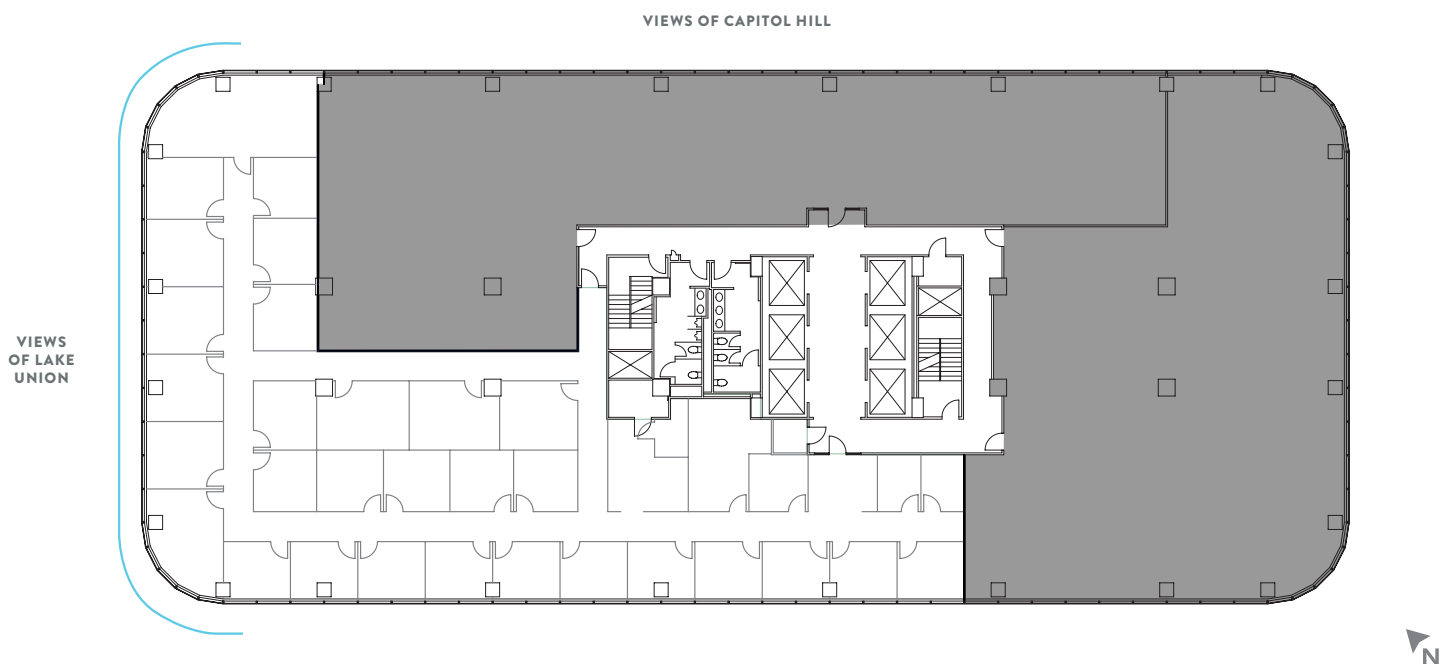 VIEWS OF CAPITOL HILL
VIEWS
OF LAKE
UNION
N